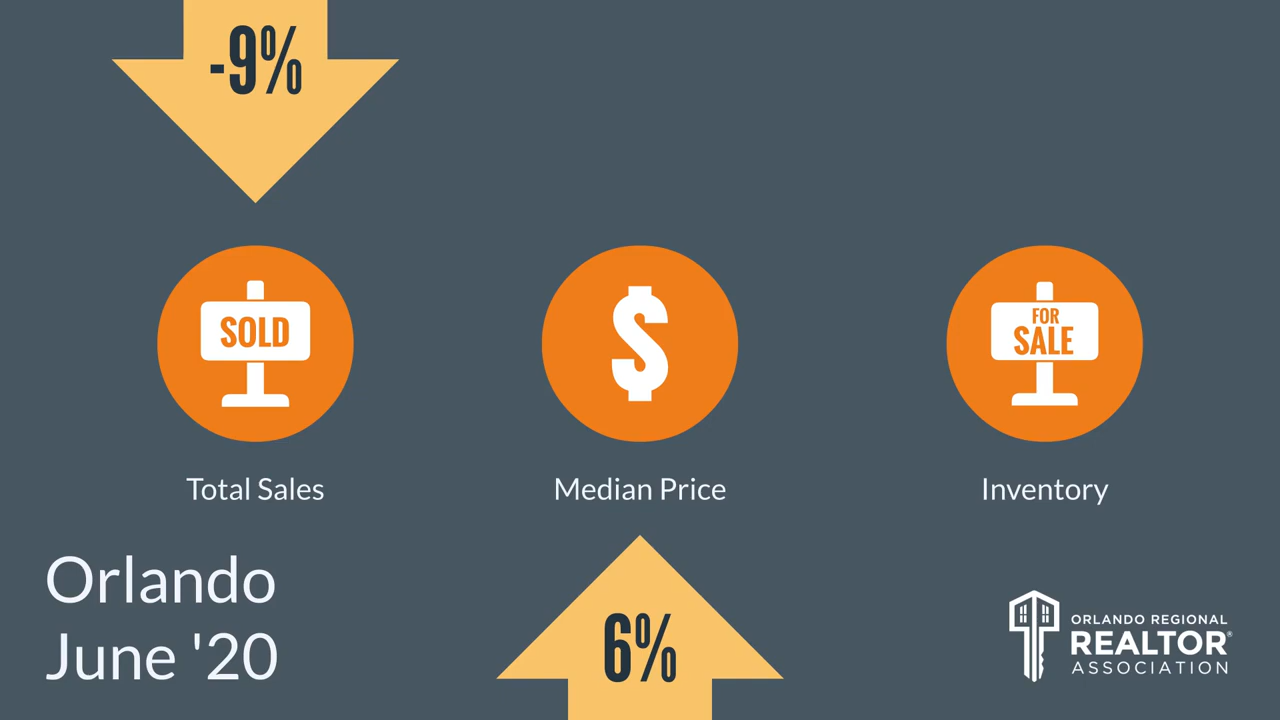 -9%
SOLD
$
FOR
SALE
Total Sales
Median Price
Inventory
6%
Orlando
June '20
ORLANDO REGIONAL
REALTOR®
ASSOCIATION